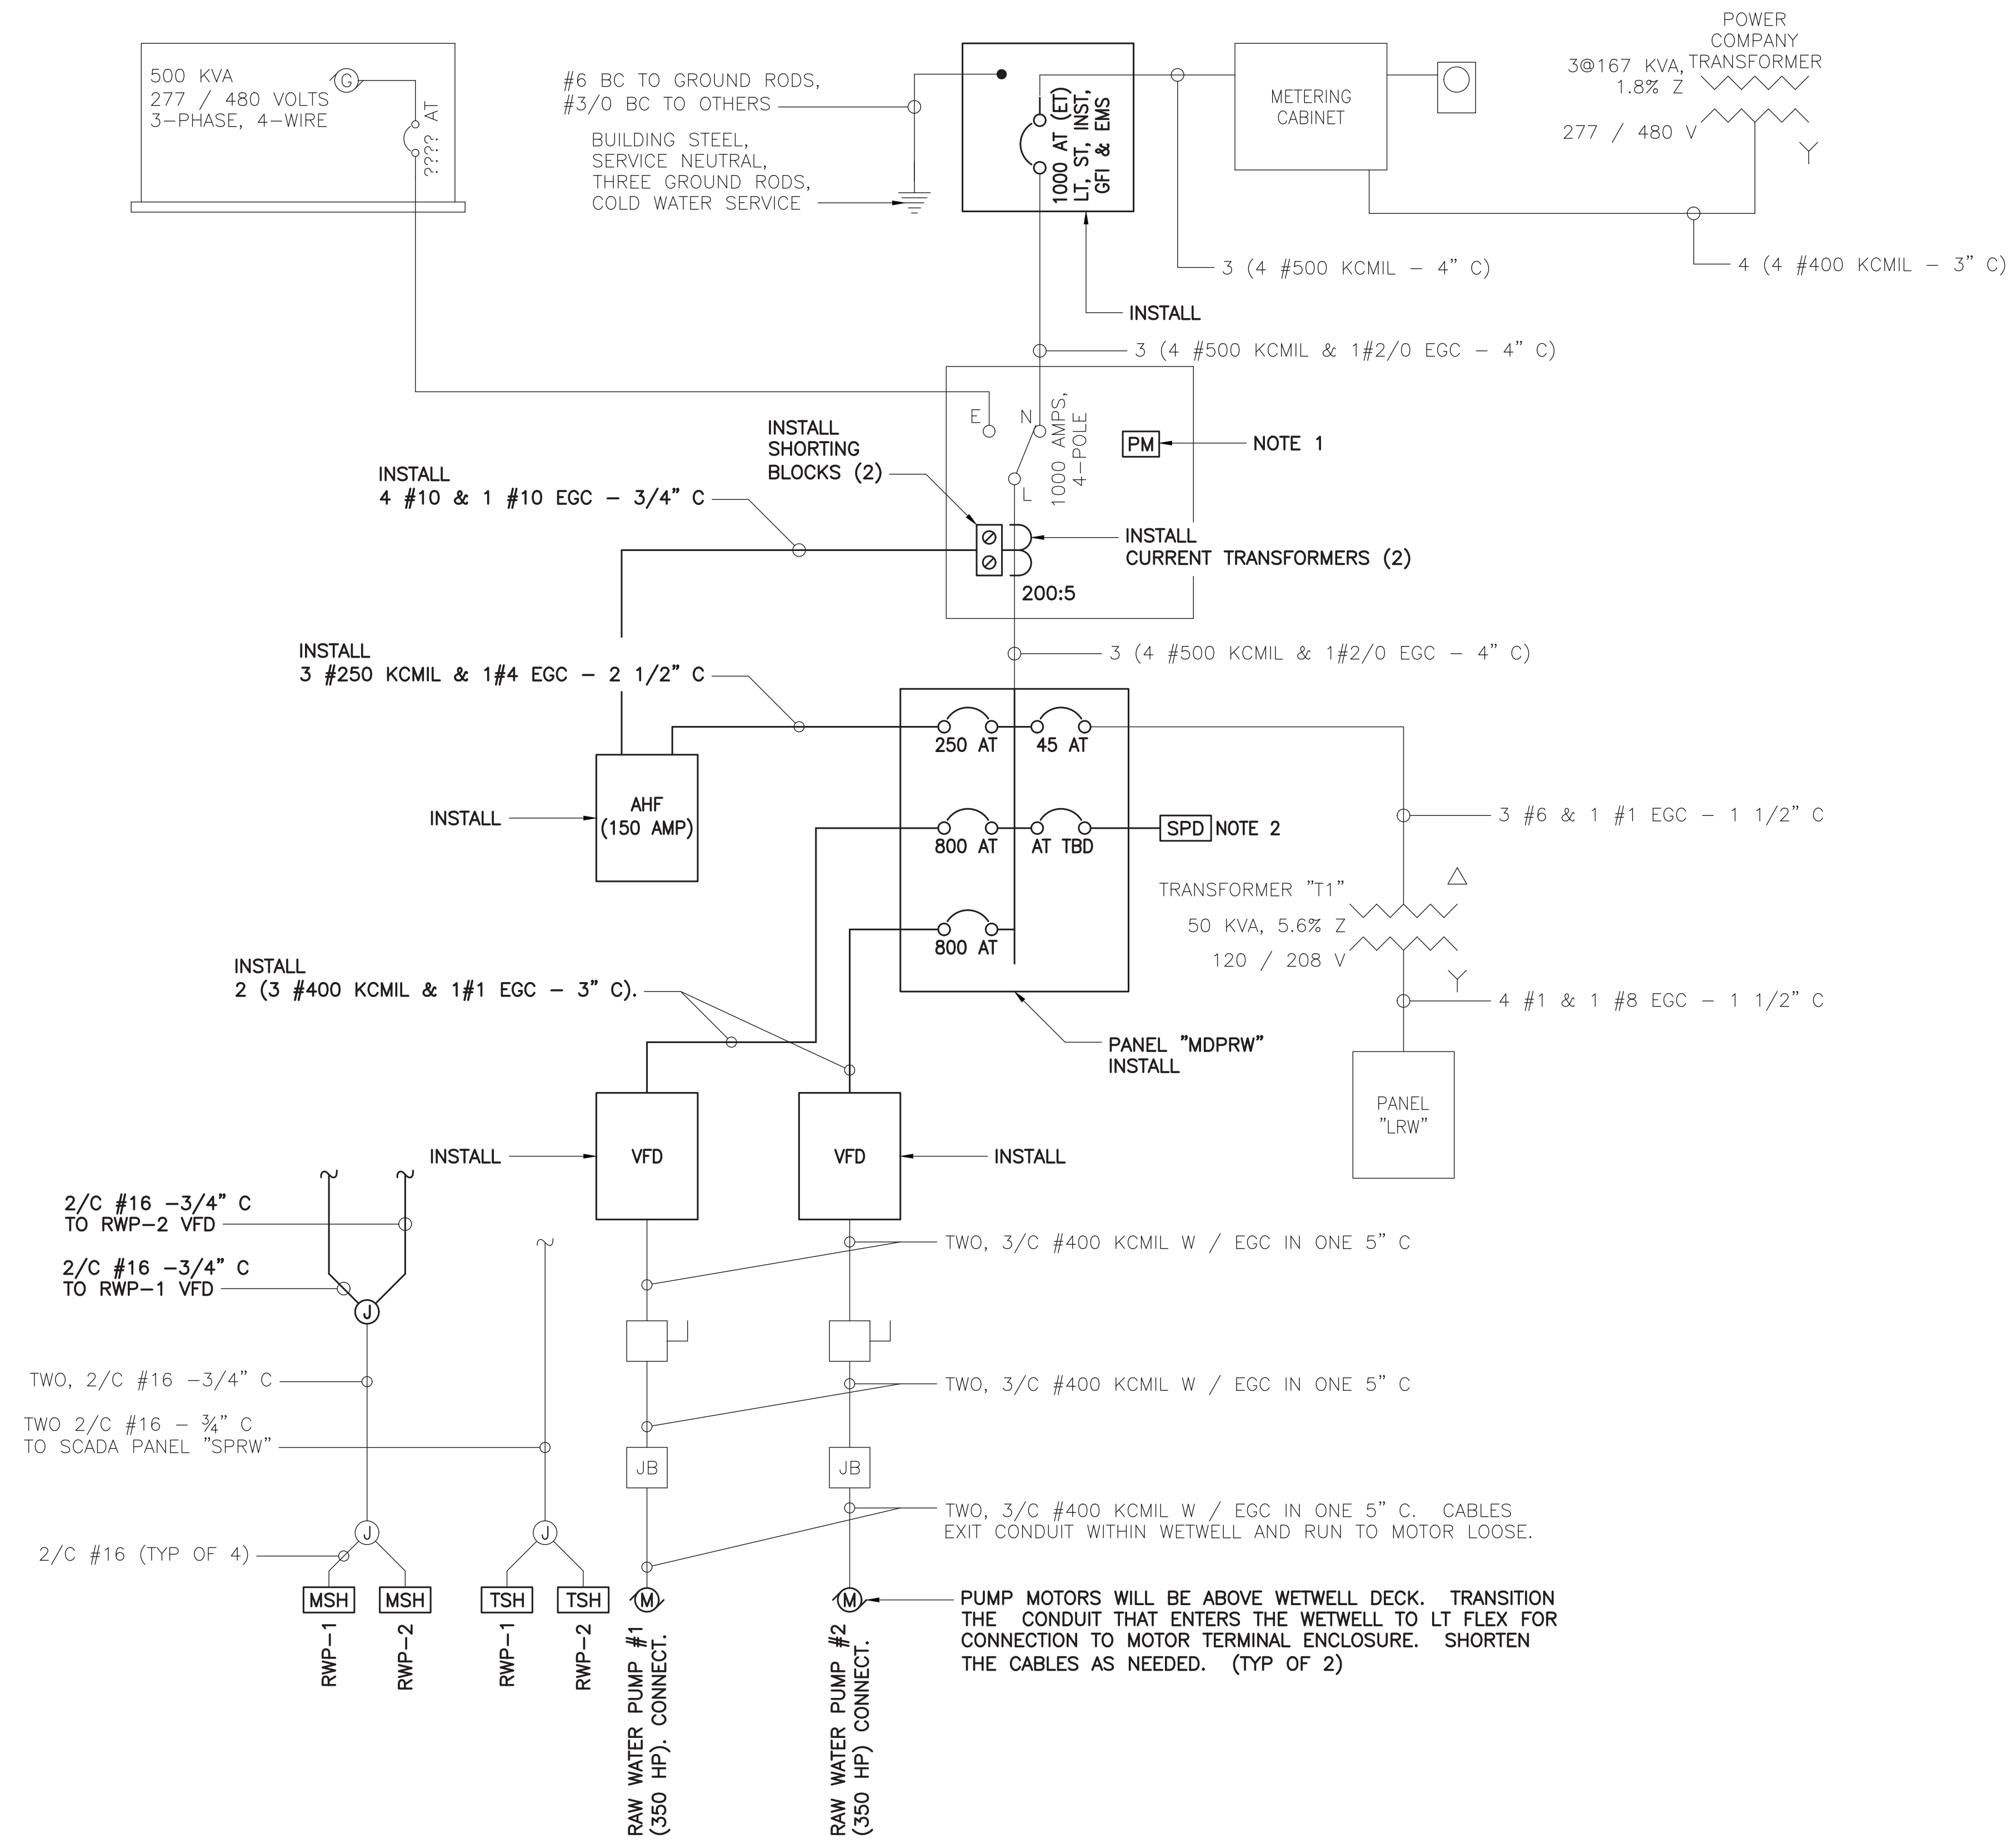 500 KVA
277 / 480 VOLTS
3-PHASE, 4-WIRE
G
???? AT
#6 BC TO GROUND RODS,
#3/0 BC TO OTHERS
BUILDING STEEL,
SERVICE NEUTRAL,
THREE GROUND RODS,
COLD WATER SERVICE
1000 AT (ET)
LT, ST, INST,
GFI & EMS
METERING
CABINET
POWER
COMPANY
TRANSFORMER
3@167 KVA,
1.8% Z
277 / 480 V
3 (4 #500 KCMIL - 4" C)
4 (4 #400 KCMIL - 3" C)
INSTALL
3 (4 #500 KCMIL & 1#2/0 EGC - 4" C)
E
N
L
1000 AMPS,
4-POLE
PM
NOTE 1
INSTALL
SHORTING
BLOCKS (2)
INSTALL
4 #10 & 1 #10 EGC - 3/4" C
INSTALL
CURRENT TRANSFORMERS (2)
200:5
INSTALL
3 #250 KCMIL & 1#4 EGC - 2 1/2" C
3 (4 #500 KCMIL & 1#2/0 EGC - 4" C)
250 AT
45 AT
INSTALL
AHF
(150 AMP)
800 AT
AT TBD
SPD
NOTE 2
3 #6 & 1 #1 EGC - 1 1/2" C
TRANSFORMER "T1"
50 KVA, 5.6% Z
120 / 208 V
800 AT
INSTALL
2 (3 #400 KCMIL & 1#1 EGC - 3" C).
4 #1 & 1 #8 EGC - 1 1/2" C
PANEL "MDPRW"
INSTALL
PANEL
"LRW"
INSTALL
VFD
VFD
INSTALL
2/C #16 -3/4" C
TO RWP-2 VFD
2/C #16 -3/4" C
TO RWP-1 VFD
J
TWO, 3/C #400 KCMIL W / EGC IN ONE 5" C
TWO, 2/C #16 -3/4" C
TWO, 3/C #400 KCMIL W / EGC IN ONE 5" C
TWO 2/C #16 - ¾" C
TO SCADA PANEL "SPRW"
JB
JB
TWO, 3/C #400 KCMIL W / EGC IN ONE 5" C. CABLES
EXIT CONDUIT WITHIN WETWELL AND RUN TO MOTOR LOOSE.
J
J
2/C #16 (TYP OF 4)
MSH
MSH
TSH
TSH
M
M
RWP-1
RWP-2
RWP-1
RWP-2
RAW WATER PUMP #1
(350 HP). CONNECT.
RAW WATER PUMP #2
(350 HP) CONNECT.
PUMP MOTORS WILL BE ABOVE WETWELL DECK. TRANSITION
THE CONDUIT THAT ENTERS THE WETWELL TO LT FLEX FOR
CONNECTION TO MOTOR TERMINAL ENCLOSURE. SHORTEN
THE CABLES AS NEEDED. (TYP OF 2)